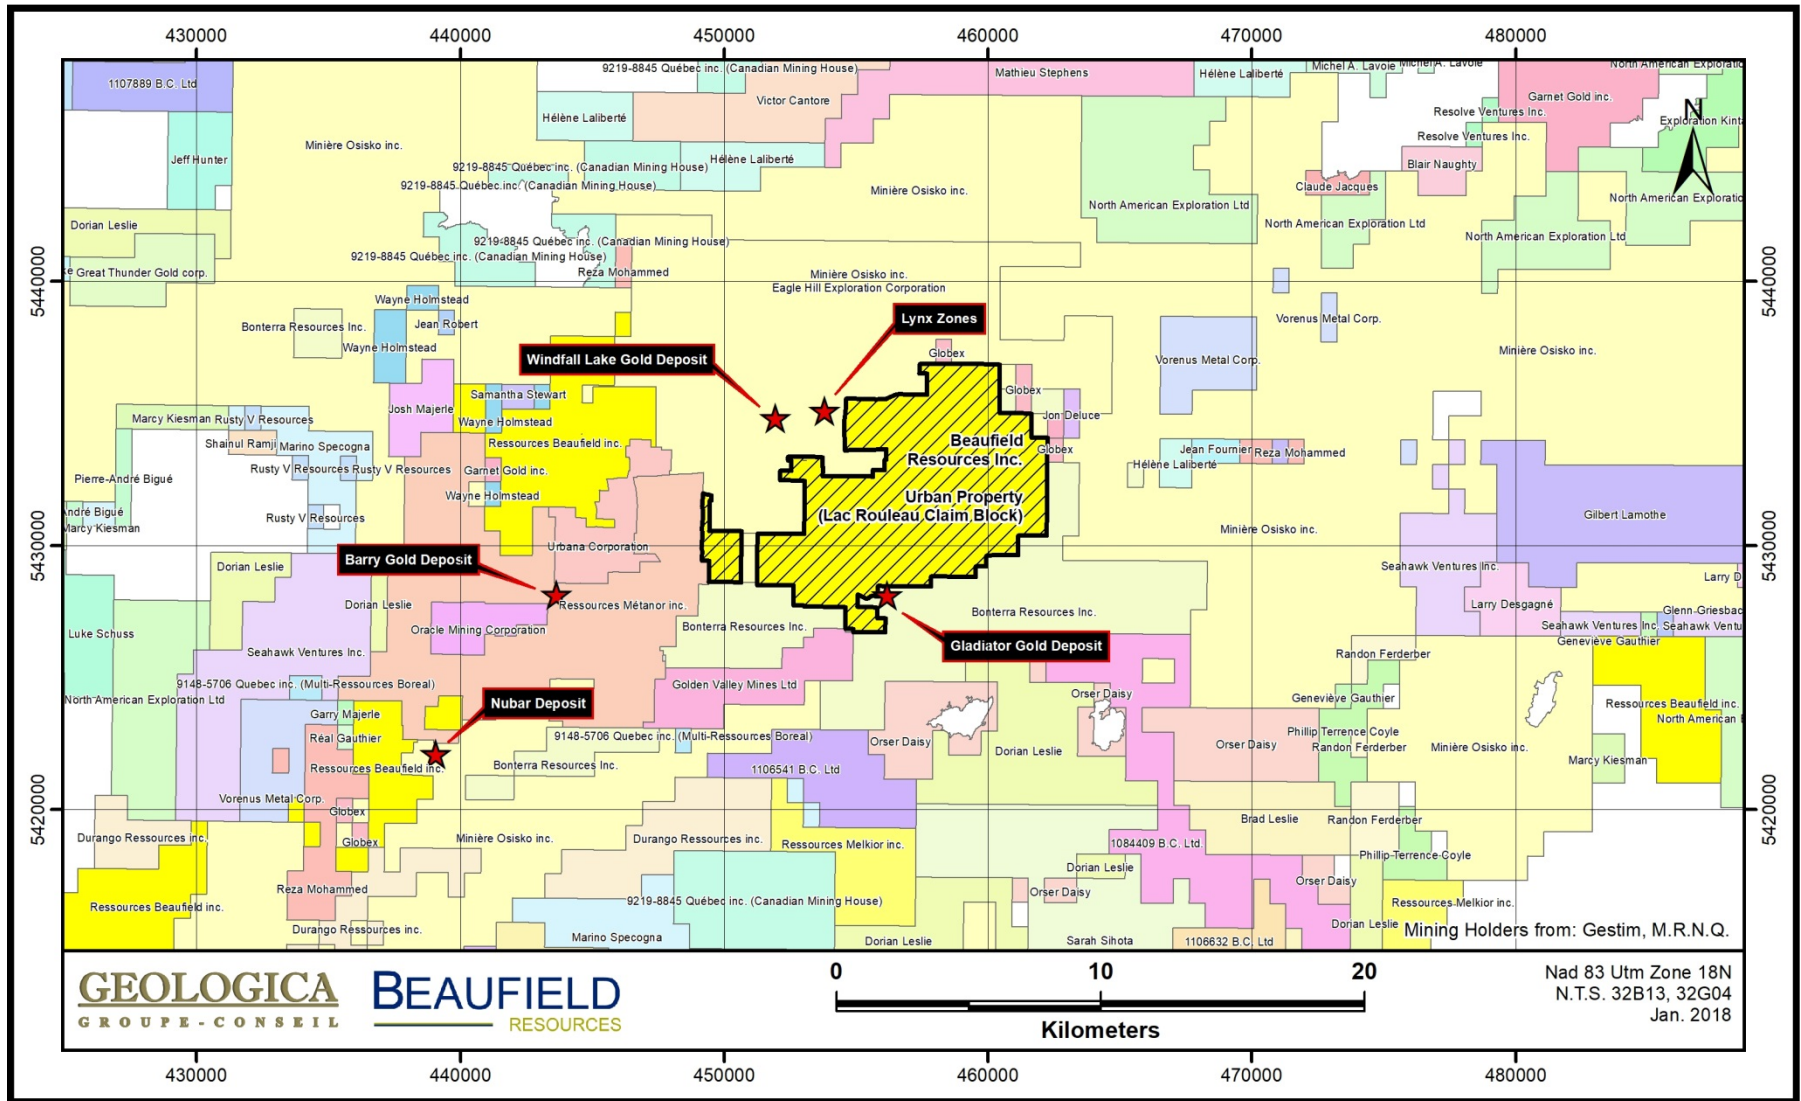 430000
440000
450000
460000
470000
480000
1107889 B.C. Ltd
9219-8845 Québec inc. (Canadian Mining House)
Mathieu Stephens
Hélène Laliberté
Michel A. Lavoie
Michel A. Lavoie
Victor Cantore
Garnet Gold inc.
Resolve Ventures Inc.
Hélène Laliberté
N
Exploration Kinta
Resolve Ventures Inc.
Minière Osisko inc.
Jeff Hunter
Hélène Laliberté
9219-8845 Québec inc. (Canadian Mining House)
Blair Naughty
9219-8845 Québec inc. (Canadian Mining House)
Minière Osisko inc.
Claude Jacques
North American Exploration Ltd
North American Exploratio
Dorian Leslie
North American Exploration Ltd
North American Exploration Ltd
9219-8845 Québec inc. (Canadian Mining House)
9219-8845 Québec inc. (Canadian Mining House)
Great Thunder Gold corp.
Reza Mohammed
Minière Osisko inc.
Eagle Hill Exploration Corporation
5440000
5440000
Wayne Holmstead
Bonterra Resources Inc.
Jean Robert
Lynx Zones
Vorenus Metal Corp.
Wayne Holmstead
Windfall Lake Gold Deposit
Globex
Vorenus Metal Corp.
Minière Osisko inc.
Samantha Stewart
Globex
Josh Majerle
Marcy Kiesman
Rusty V Resources
Wayne Holmstead
Jon Deluce
Shainul Ramji
Marino Specogna
Ressources Beaufield inc.
Beaufield
Resources Inc.
Globex
Jean Fournier
Reza Mohammed
Hélène Laliberté
Rusty V Resources
Rusty V Resources
Garnet Gold inc.
Pierre-André Bigué
Wayne Holmstead
Urban Property
(Lac Rouleau Claim Block)
André Bigué
Marcy Kiesman
Rusty V Resources
Gilbert Lamothe
Minière Osisko inc.
5430000
5430000
Urbana Corporation
Barry Gold Deposit
Dorian Leslie
Seahawk Ventures Inc.
Larry D
Dorian Leslie
Ressources Métanor inc.
Bonterra Resources Inc.
Larry Desgagné
Glenn Griesbac
Luke Schuss
Oracle Mining Corporation
Bonterra Resources Inc.
Seahawk Ventures Inc.
Seahawk Ventu
Gladiator Gold Deposit
Geneviève Gauthier
Seahawk Ventures Inc.
Randon Ferderber
9148-5706 Quebec inc. (Multi-Ressources Boreal)
Golden Valley Mines Ltd
North American Exploration Ltd
Orser Daisy
Geneviève Gauthier
Nubar Deposit
Ressources Beaufield inc.
Garry Majerle
North American E
Réal Gauthier
9148-5706 Quebec inc. (Multi-Ressources Boreal)
Orser Daisy
Dorian Leslie
Orser Daisy
Phillip Terrence Coyle
Randon Ferderber
Minière Osisko inc.
Ressources Beaufield inc.
Bonterra Resources Inc.
1106541 B.C. Ltd
Marcy Kiesman
Vorenus Metal Corp.
Globex
5420000
5420000
Brad Leslie
Randon Ferderber
Durango Ressources inc.
Globex
Minière Osisko inc.
Durango Ressources inc.
Ressources Melkior inc.
1084409 B.C. Ltd.
Phillip Terrence Coyle
Dorian Leslie
Reza Mohammed
Orser Daisy
Orser Daisy
Ressources Beaufield inc.
9219-8845 Québec inc. (Canadian Mining House)
Ressources Melkior inc.
Durango Ressources inc.
Marino Specogna
Dorian Leslie
Sarah Sihota
1106632 B.C. Ltd
Dorian Leslie
Mining Holders from: Gestim, M.R.N.Q.
GEOLOGICA
GROUPE-CONSEIL
BEAUFIELD
RESOURCES
0
10
20
Kilometers
Nad 83 Utm Zone 18N
N.T.S. 32B13, 32G04
Jan. 2018
430000
440000
450000
460000
470000
480000